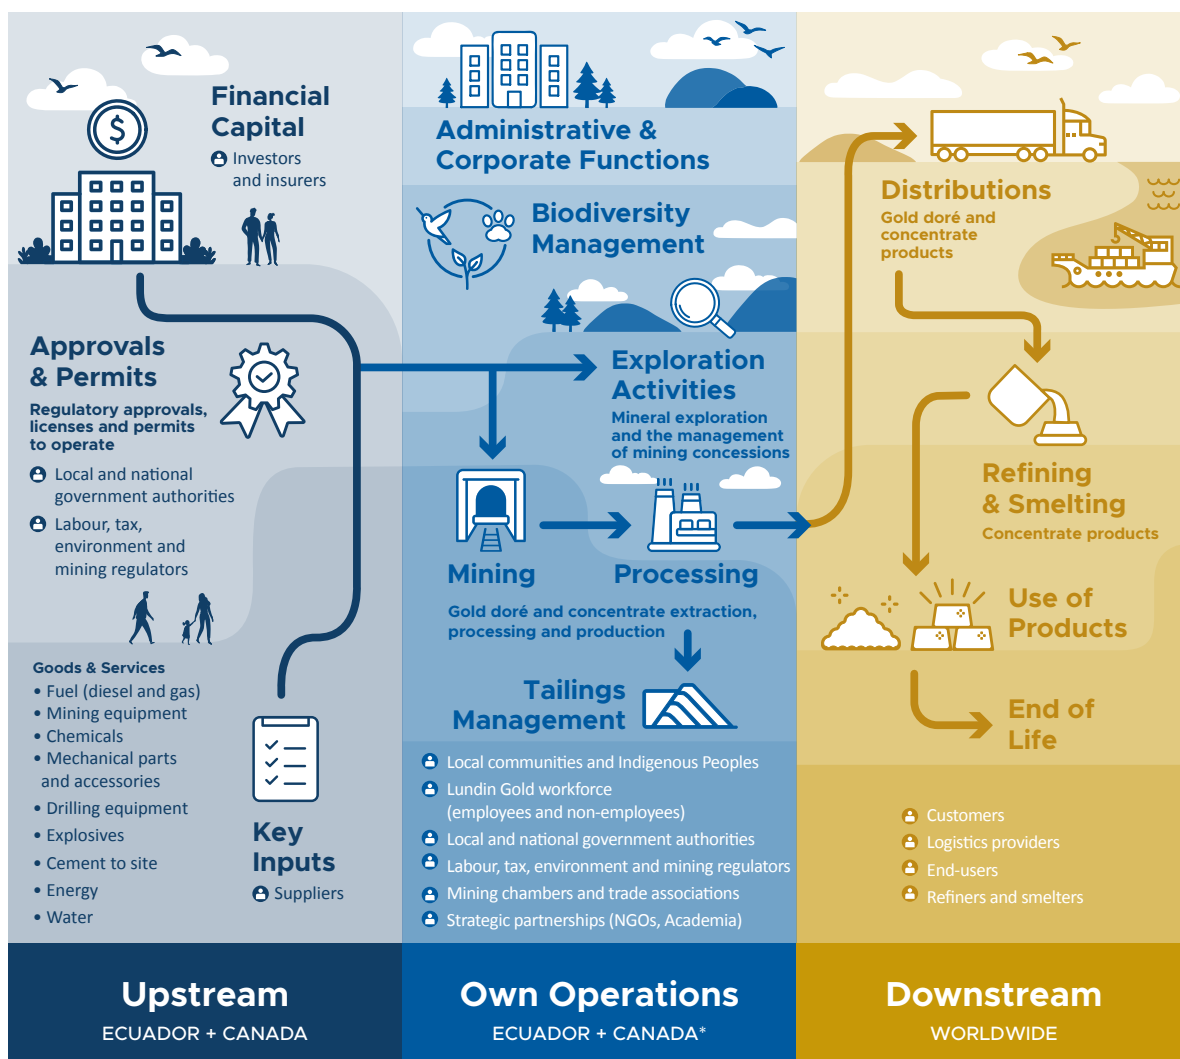 Financial
Capital
Investors
and insurers
$
Approvals
& Permits
Regulatory approvals,
licenses and permits
to operate
Local and national
government authorities
Labour, tax,
environment and
mining regulators
Goods & Services
• Fuel (diesel and gas)
• Mining equipment
• Chemicals
• Mechanical parts
and accessories
• Drilling equipment
• Explosives
• Cement to site
• Energy
• Water
Key
Inputs
Suppliers
Upstream
ECUADOR + CANADA
Administrative &
Corporate Functions
Biodiversity
Management
Exploration
Activities
Mineral exploration
and the management
of mining concessions
Mining
Processing
Gold doré and concentrate extraction,
processing and production
Tailings
Management
Local communities and Indigenous Peoples
Lundin Gold workforce
(employees and non-employees)
Local and national government authorities
Labour, tax, environment and mining regulators
Mining chambers and trade associations
Strategic partnerships (NGOs, Academia)
Own Operations
ECUADOR + CANADA*
Distributions
Gold doré and
concentrate
products
Refining
& Smelting
Concentrate products
Use of
Products
End of
Life
Customers
Logistics providers
End-users
Refiners and smelters
Downstream
WORLDWIDE